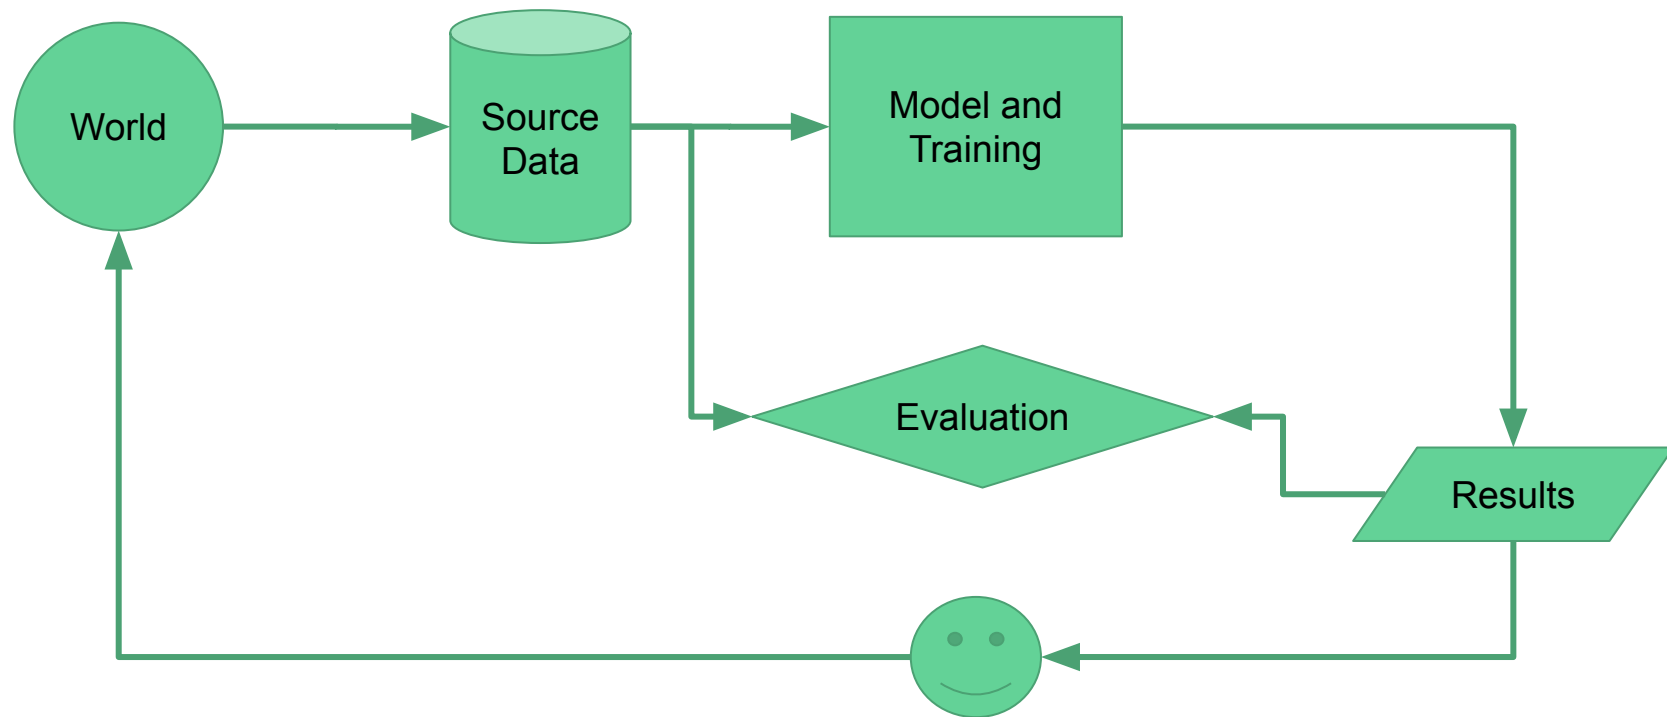 World
Source
Data
Model and
Training
Evaluation
Results